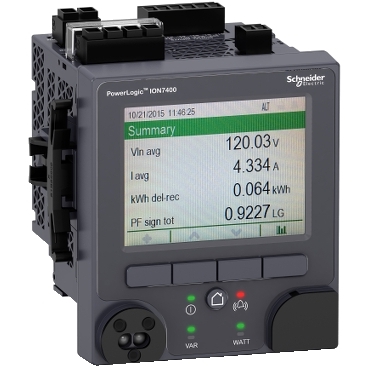 PowerLogic™ ION7400
Schneider
Electric
10/21/2015 11:46:25 ALT
Summary
Vln avg 120.03 V
I avg 4.334 A
kWh del-rec 0.064 kWh
PF sign tot 0.9227 LG
VAR WATT